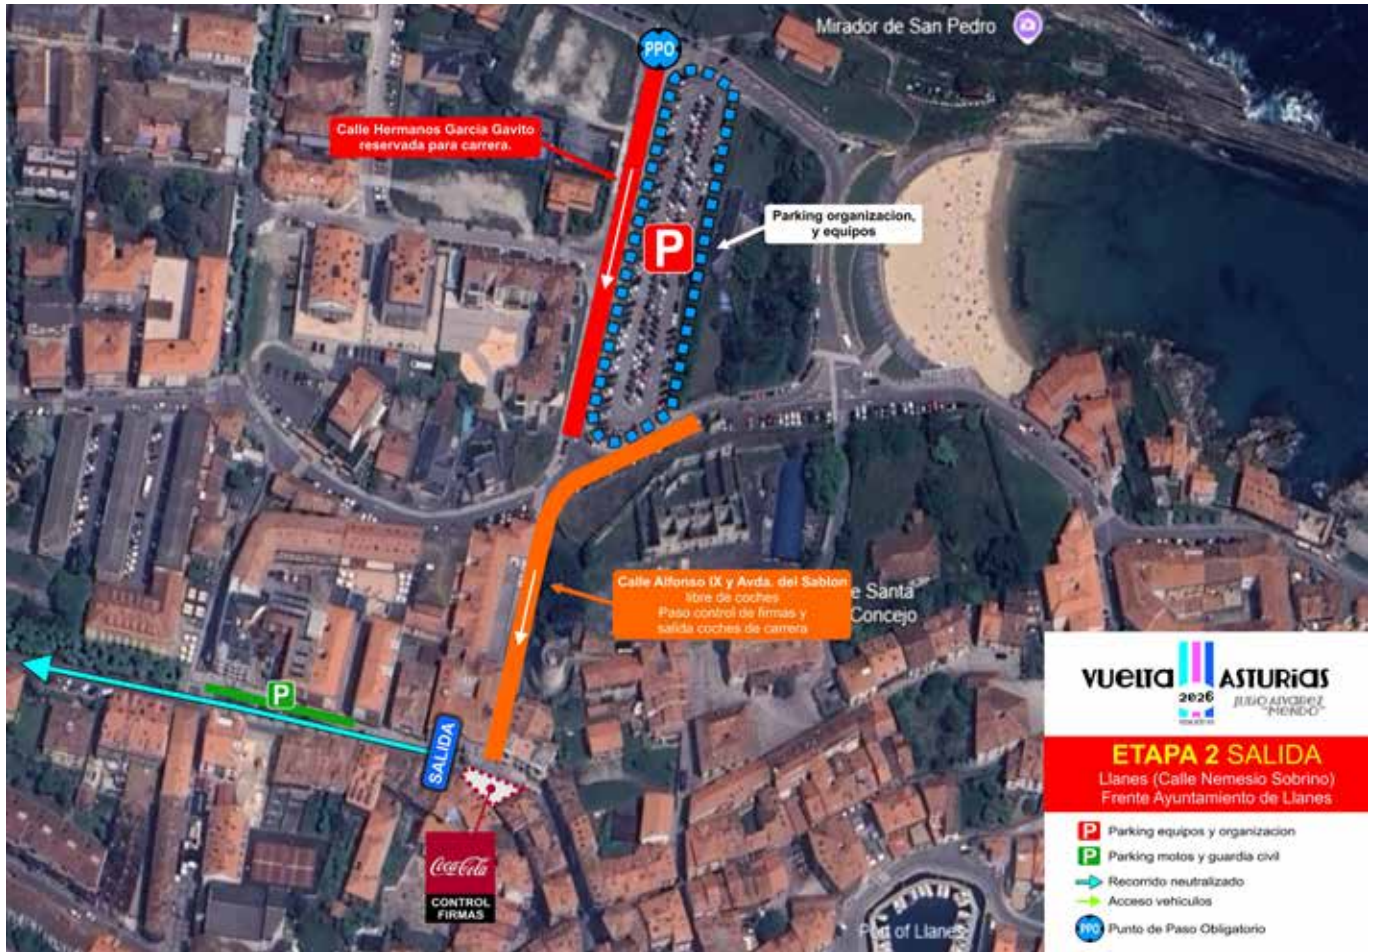 Mirador de San Pedro
PPO
Calle Hermanos Garcia Gavito
reservada para carrera.
Parking organizacion,
y equipos
P
Calle Alfonso IX y Avda. del Sablon
libre de coches
Paso control de firmas y
salida coches de carrera
e Santa
Concejo
P
SALIDA
Coca-Cola
CONTROL
FIRMAS
Port of Llanes
VUELTA ASTURIAS
2026
JULIO ALVAREZ
"MENDO"
ETAPA 2 SALIDA
Llanes (Calle Nemesio Sobrino)
Frente Ayuntamiento de Llanes
P Parking equipos y organizacion
P Parking motos y guardia civil
Recorrido neutralizado
Acceso vehiculos
PPO Punto de Paso Obligatorio